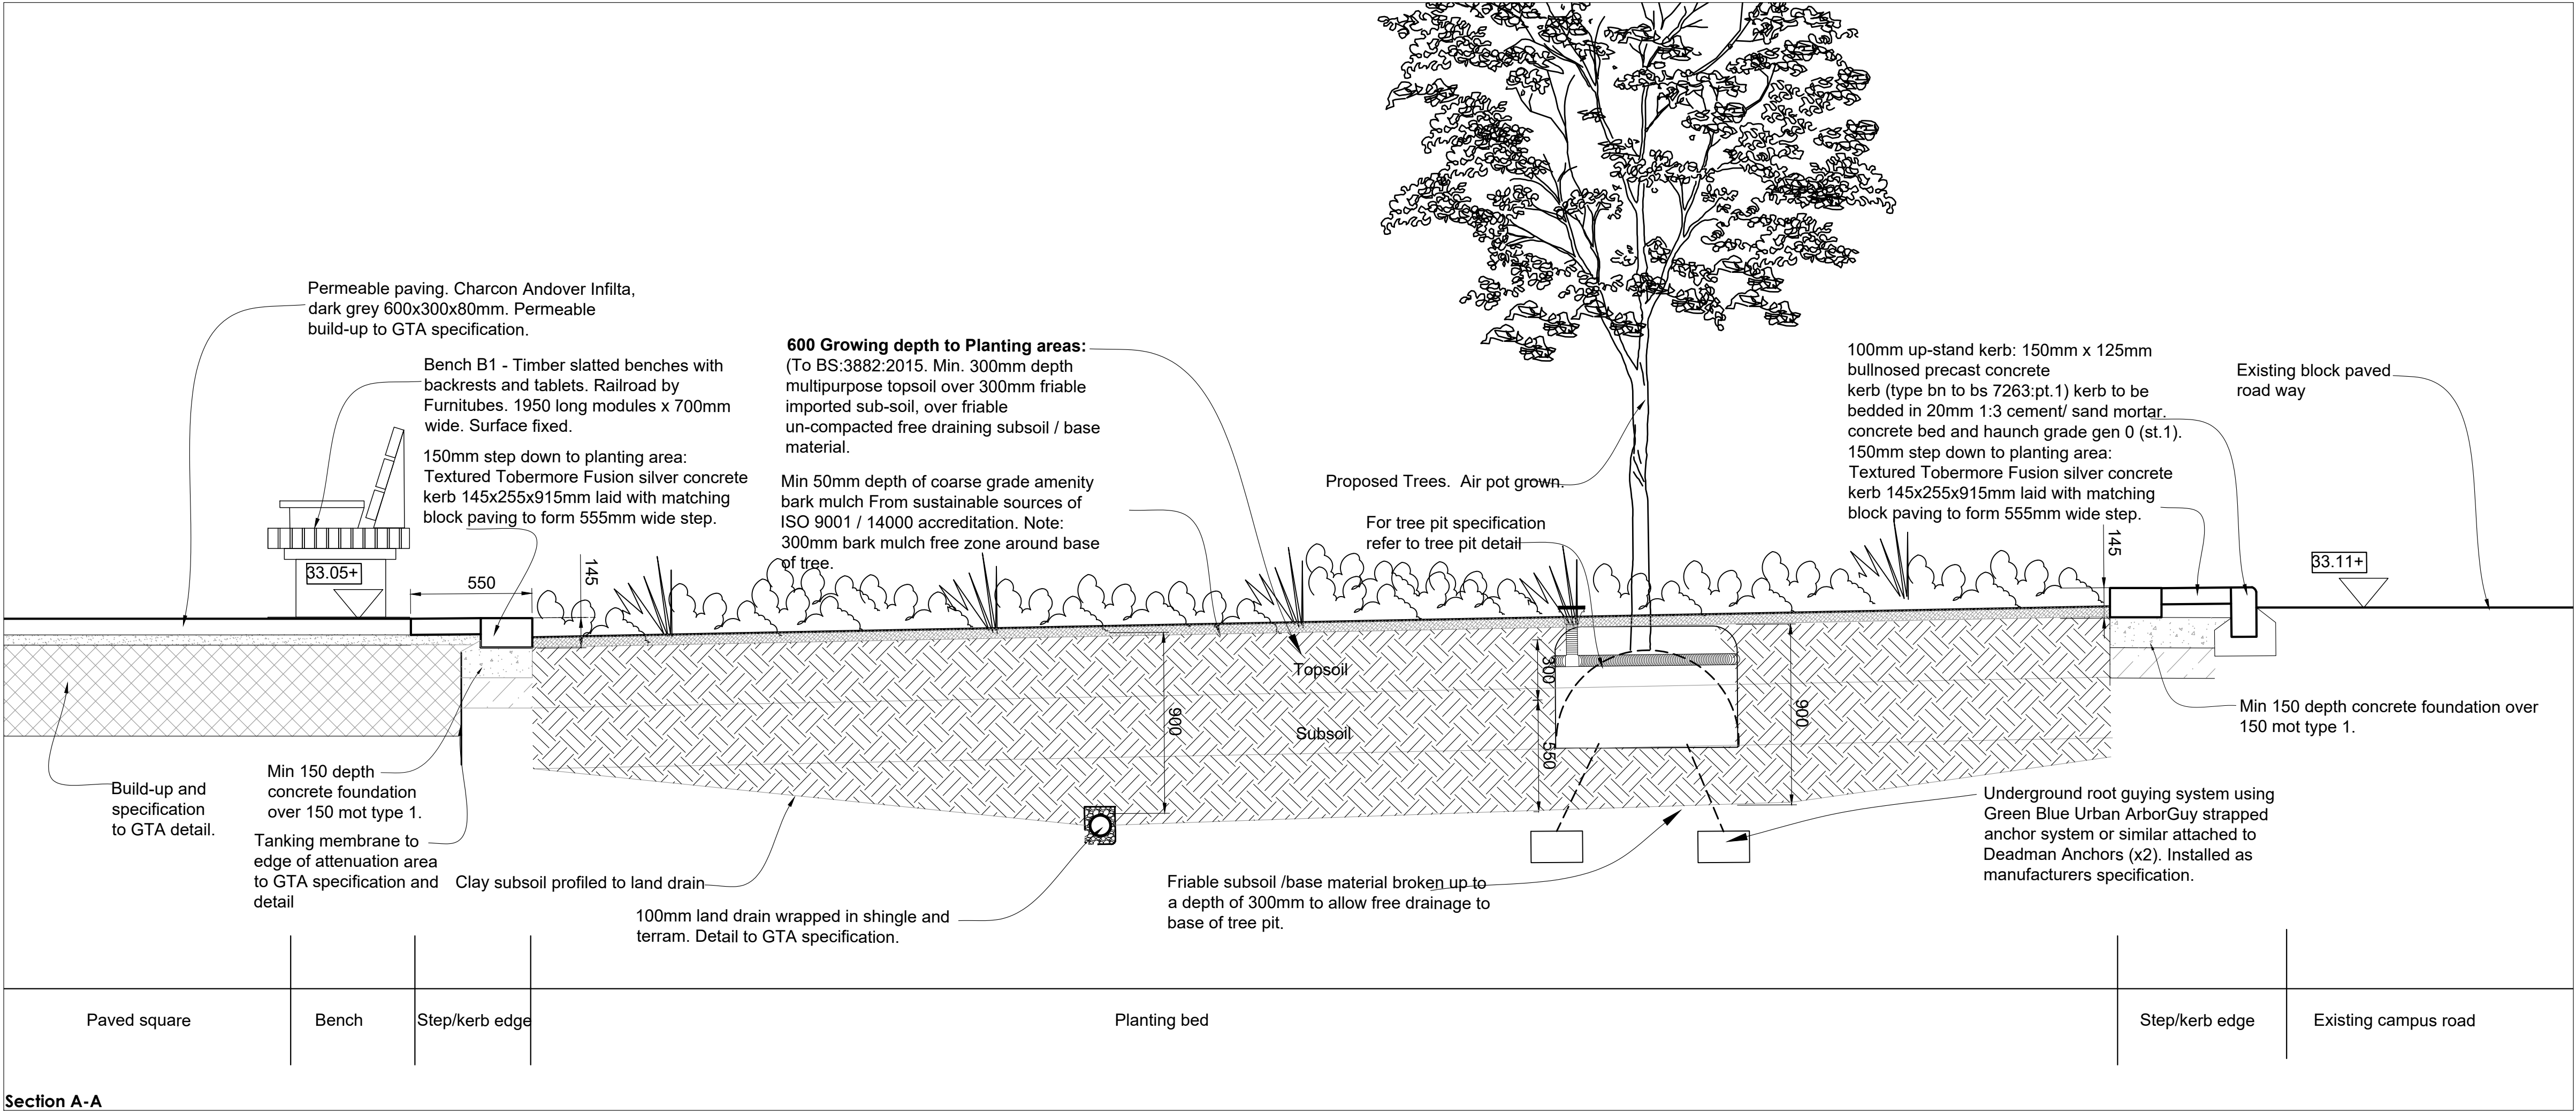 Permeable paving. Charcon Andover Infilta,
dark grey 600x300x80mm. Permeable
build-up to GTA specification.
Bench B1 - Timber slatted benches with
backrests and tablets. Railroad by
Furnitubes. 1950 long modules x 700mm
wide. Surface fixed.
150mm step down to planting area:
Textured Tobermore Fusion silver concrete
kerb 145x255x915mm laid with matching
block paving to form 555mm wide step.
600 Growing depth to Planting areas:
(To BS:3882:2015. Min. 300mm depth
multipurpose topsoil over 300mm friable
imported sub-soil, over friable
un-compacted free draining subsoil / base
material.
Min 50mm depth of coarse grade amenity
bark mulch From sustainable sources of
ISO 9001 / 14000 accreditation. Note:
300mm bark mulch free zone around base
of tree.
Proposed Trees.  Air pot grown.
For tree pit specification
refer to tree pit detail
100mm up-stand kerb: 150mm x 125mm
bullnosed precast concrete
kerb (type bn to bs 7263:pt.1) kerb to be
bedded in 20mm 1:3 cement/ sand mortar.
concrete bed and haunch grade gen 0 (st.1).
150mm step down to planting area:
Textured Tobermore Fusion silver concrete
kerb 145x255x915mm laid with matching
block paving to form 555mm wide step.
Existing block paved
road way
33.05+
550
145
145
33.11+
Topsoil
Subsoil
900
300
550
900
Build-up and
specification
to GTA detail.
Min 150 depth
concrete foundation
over 150 mot type 1.
Tanking membrane to
edge of attenuation area
to GTA specification and
detail
Clay subsoil profiled to land drain
100mm land drain wrapped in shingle and
terram. Detail to GTA specification.
Friable subsoil /base material broken up to
a depth of 300mm to allow free drainage to
base of tree pit.
Underground root guying system using
Green Blue Urban ArborGuy strapped
anchor system or similar attached to
Deadman Anchors (x2). Installed as
manufacturers specification.
Min 150 depth concrete foundation over
150 mot type 1.
Paved square
Bench
Step/kerb edge
Planting bed
Step/kerb edge
Existing campus road
Section A-A